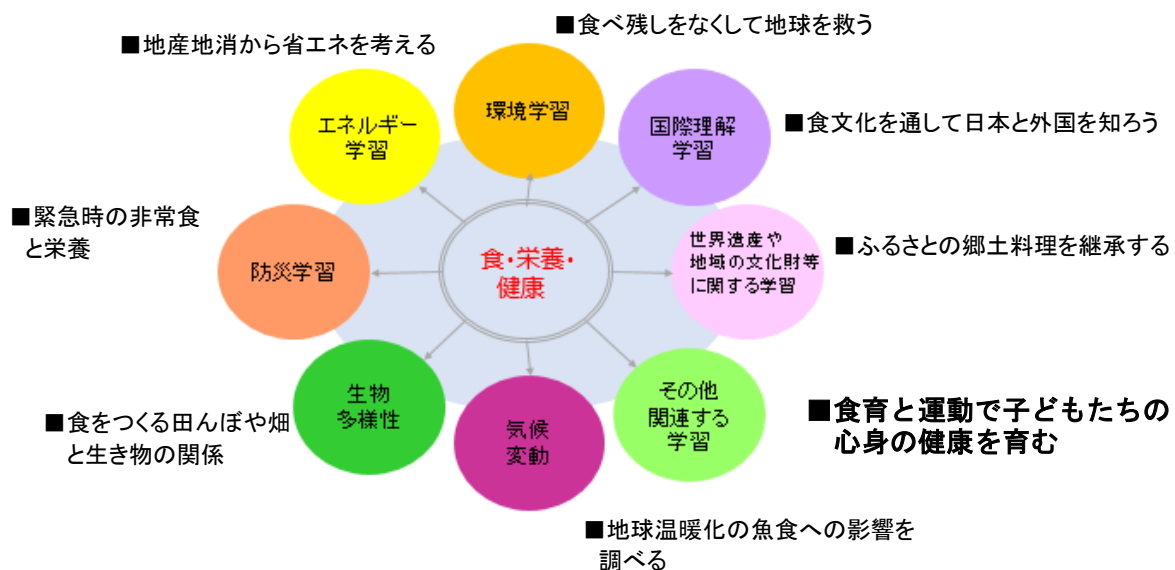 ■食べ残しをなくして地球を救う
■地産地消から省エネを考える
環境学習
エネルギー
学習
国際理解
学習
■食文化を通して日本と外国を知ろう
■緊急時の非常食
と栄養
防災学習
食・栄養・
健康
世界遺産や
地域の文化財等
に関する学習
■ふるさとの郷土料理を継承する
生物
多様性
気候
変動
その他
関連する
学習
■食をつくる田んぼや畑
と生き物の関係
■食育と運動で子どもたちの
心身の健康を育む
■地球温暖化の魚食への影響を
調べる